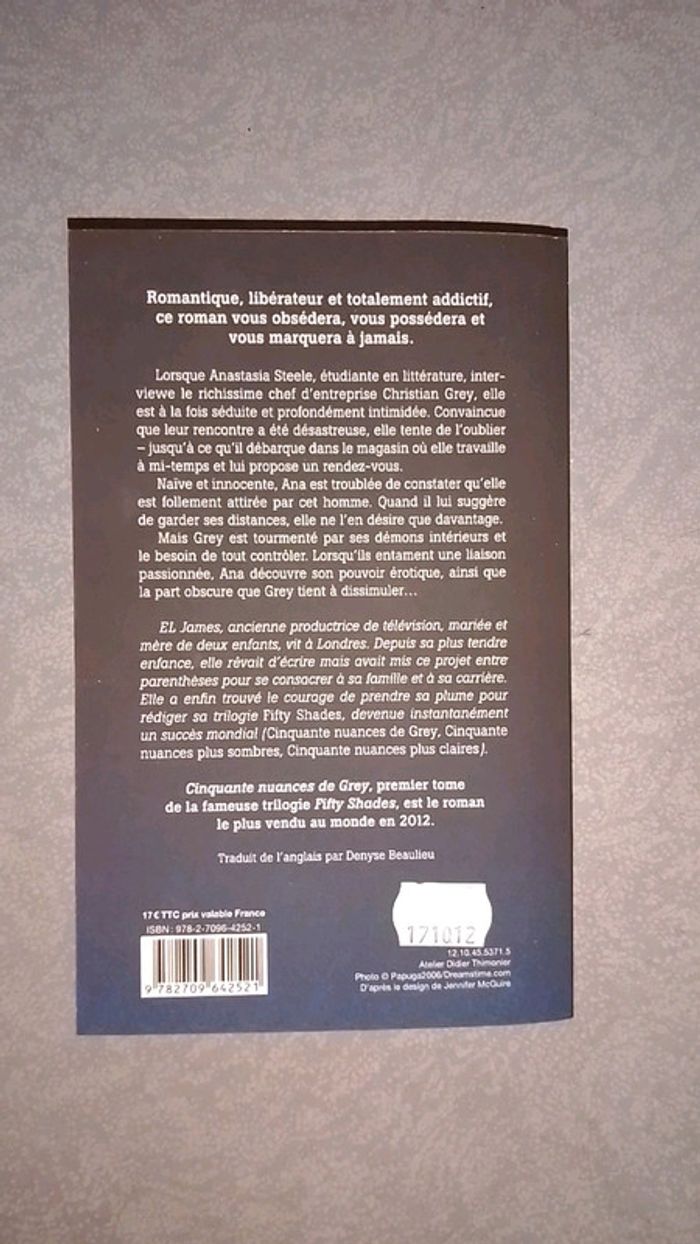 Romantique, libérateur et totalement addictif,
ce roman vous obsédera, vous possédera et
vous marquera à jamais.
Lorsque Anastasia Steele, étudiante en littérature, inter-
viewe le richissime chef d'entreprise Christian Grey, elle
est à la fois séduite et profondément intimidée. Convaincue
que leur rencontre a été désastreuse, elle tente de l'oublier
– jusqu'à ce qu'il débarque dans le magasin où elle travaille
à mi-temps et lui propose un rendez-vous.
Naïve et innocente, Ana est troublée de constater qu'elle
est follement attirée par cet homme. Quand il lui suggère
de garder ses distances, elle ne l'en désire que davantage.
Mais Grey est tourmenté par ses démons intérieurs et
le besoin de tout contrôler. Lorsqu'ils entament une liaison
passionnée, Ana découvre son pouvoir érotique, ainsi que
la part obscure que Grey tient à dissimuler…
EL James, ancienne productrice de télévision, mariée et
mère de deux enfants, vit à Londres. Depuis sa plus tendre
enfance, elle rêvait d'écrire mais avait mis ce projet entre
parenthèses pour se consacrer à sa famille et à sa carrière.
Elle a enfin trouvé le courage de prendre sa plume pour
rédiger sa trilogie Fifty Shades, devenue instantanément
un succès mondial (Cinquante nuances de Grey, Cinquante
nuances plus sombres, Cinquante nuances plus claires).
Cinquante nuances de Grey, premier tome
de la fameuse trilogie Fifty Shades, est le roman
le plus vendu au monde en 2012.
Traduit de l'anglais par Denyse Beaulieu
17 € TTC prix valable France
ISBN : 978-2-7096-4252-1
9 782709 642521
171012
12.10.45.5371.5
Atelier Didier Thimonier
Photo © Papuga2006/Dreamstime.com
D'après le design de Jennifer McGuire